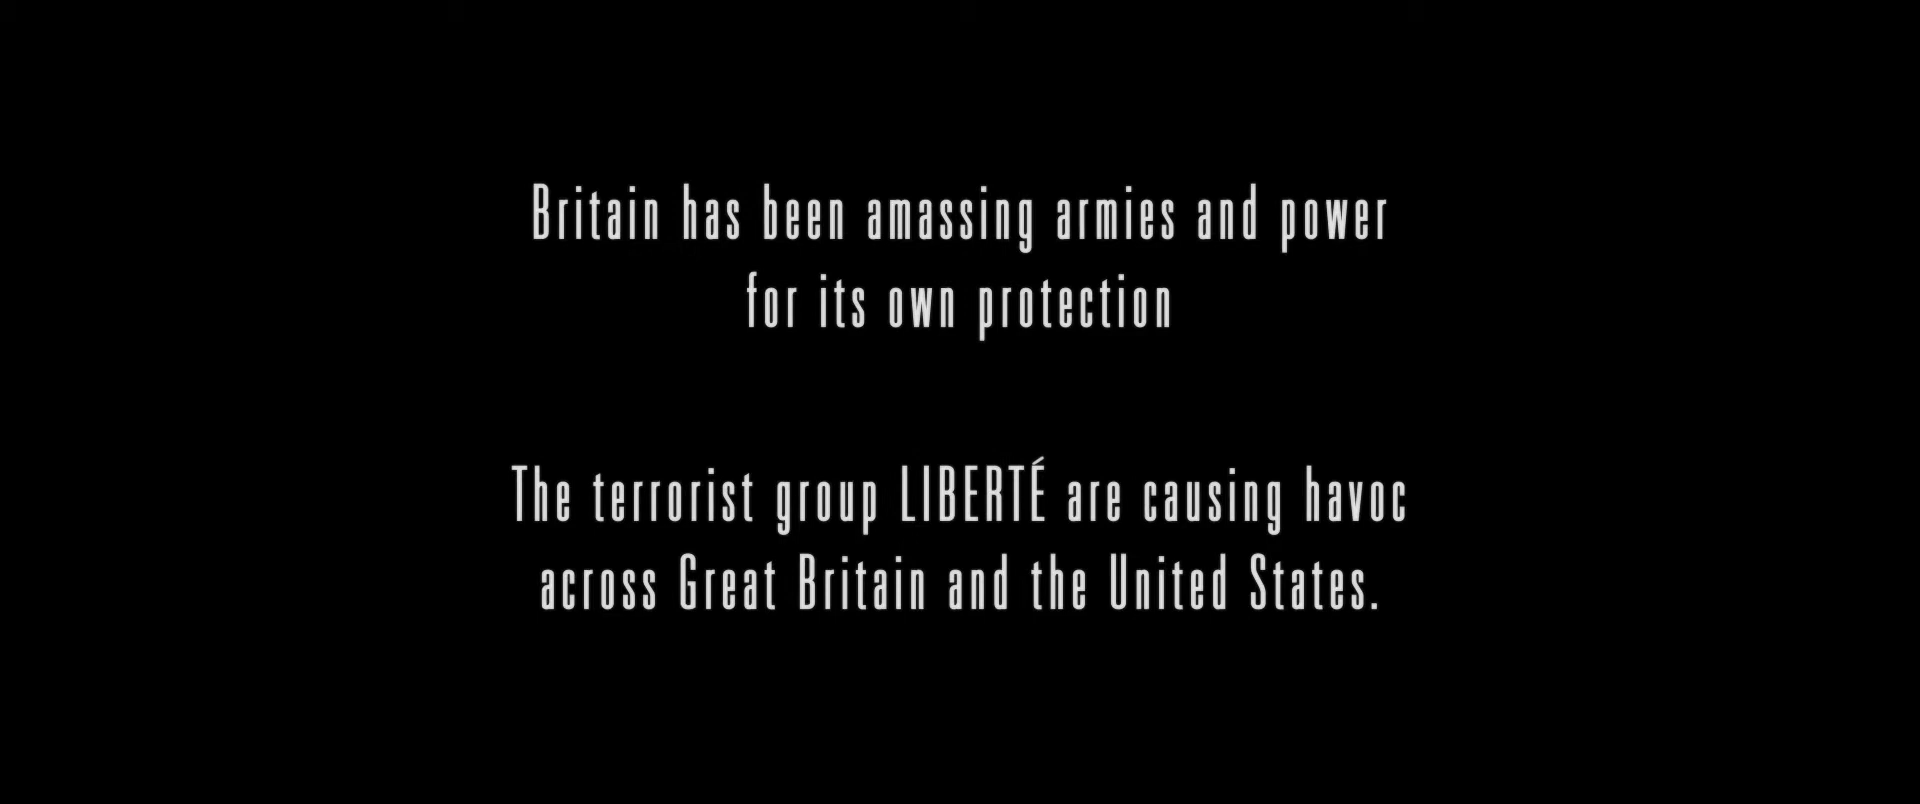 Britain has been amassing armies and power
for its own protection
The terrorist group LIBERTÉ are causing havoc
across Great Britain and the United States.